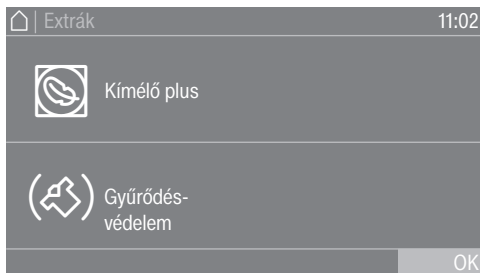 | Extrák 11:02
Kímélő plus
Gyűrődés-
védelem
OK